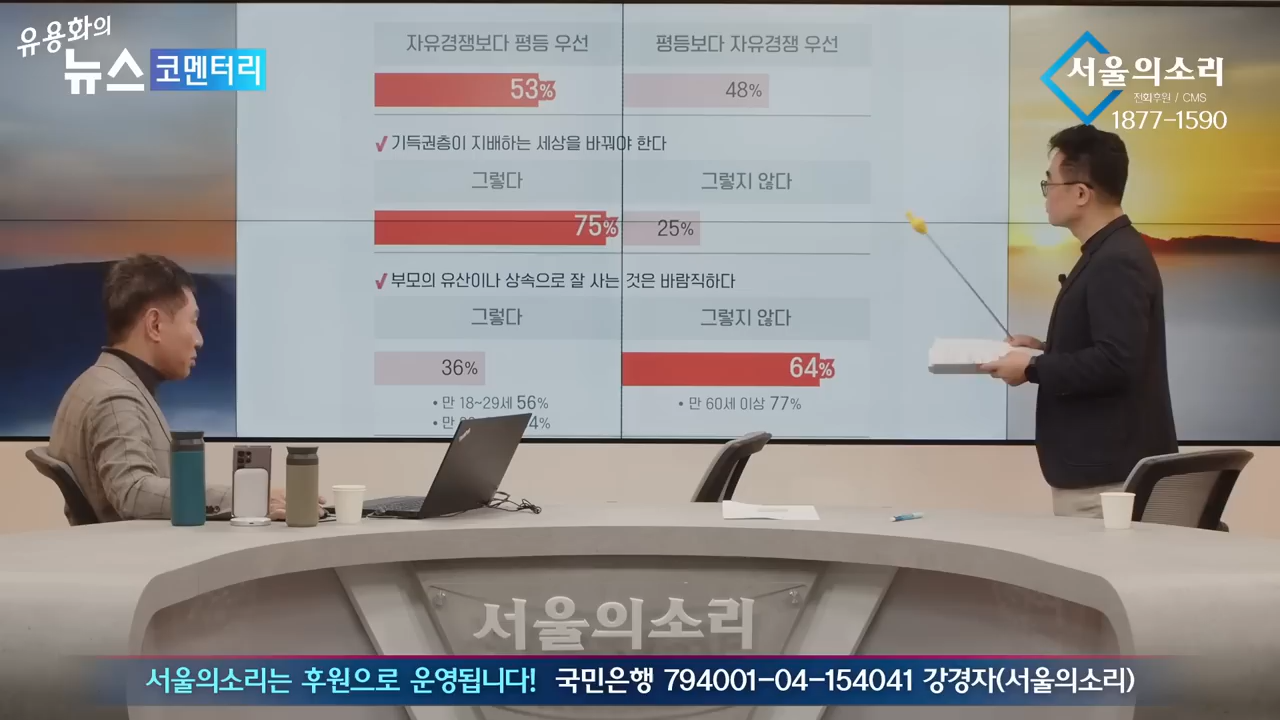 유용화의
뉴스 코멘터리
서울의소리
전화후원 / CMS
1877-1590
자유경쟁보다 평등 우선
평등보다 자유경쟁 우선
53%
48%
기득권층이 지배하는 세상을 바꿔야 한다
그렇다
그렇지 않다
75%
25%
부모의 유산이나 상속으로 잘 사는 것은 바람직하다
그렇다
그렇지 않다
36%
64%
• 만 18~29세 56%
• 만 60세 이상 77%
• 만
4%
서울의소리
서울의소리는 후원으로 운영됩니다! 국민은행 794001-04-154041 강경자(서울의소리)